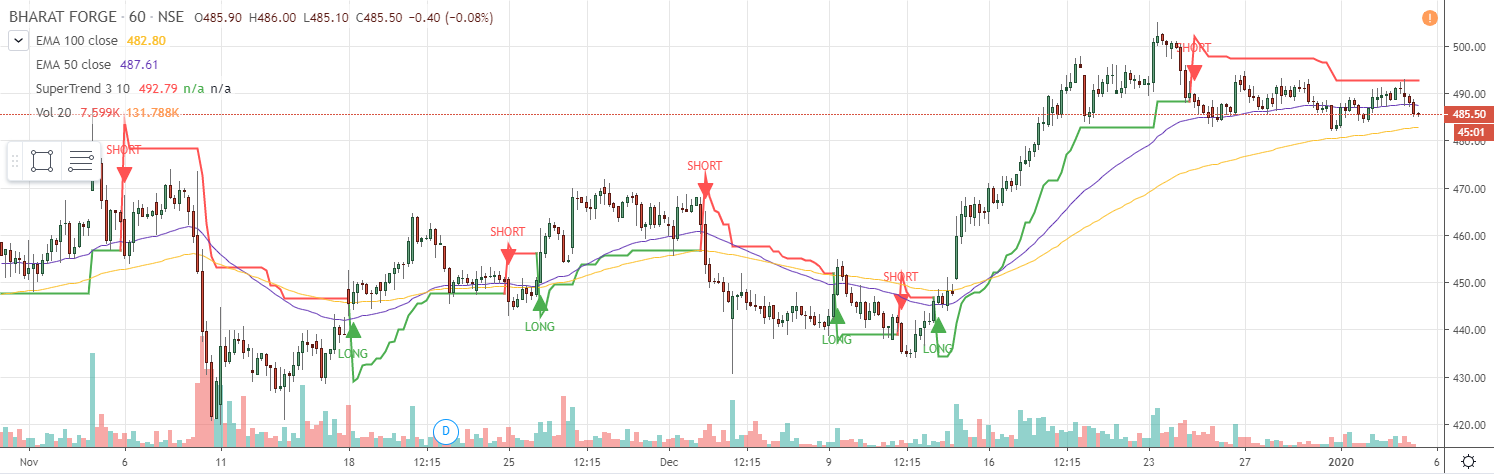 BHARAT FORGE · 60 · NSE O485.90 H486.00 L485.10 C485.50 −0.40 (−0.08%)
EMA 100 close 482.80
EMA 50 close 487.61
SuperTrend 3 10 492.79 n/a n/a
Vol 20 7.599K 131.788K
!
SHORT
500.00
490.00
485.50
45:01
480.00
SHORT
SHORT
470.00
SHORT
460.00
SHORT
450.00
LONG
440.00
LONG
LONG
LONG
430.00
420.00
D
Nov 6 11 18 12:15 25 12:15 Dec 12:15 9 12:15 16 12:15 23 27 2020 6